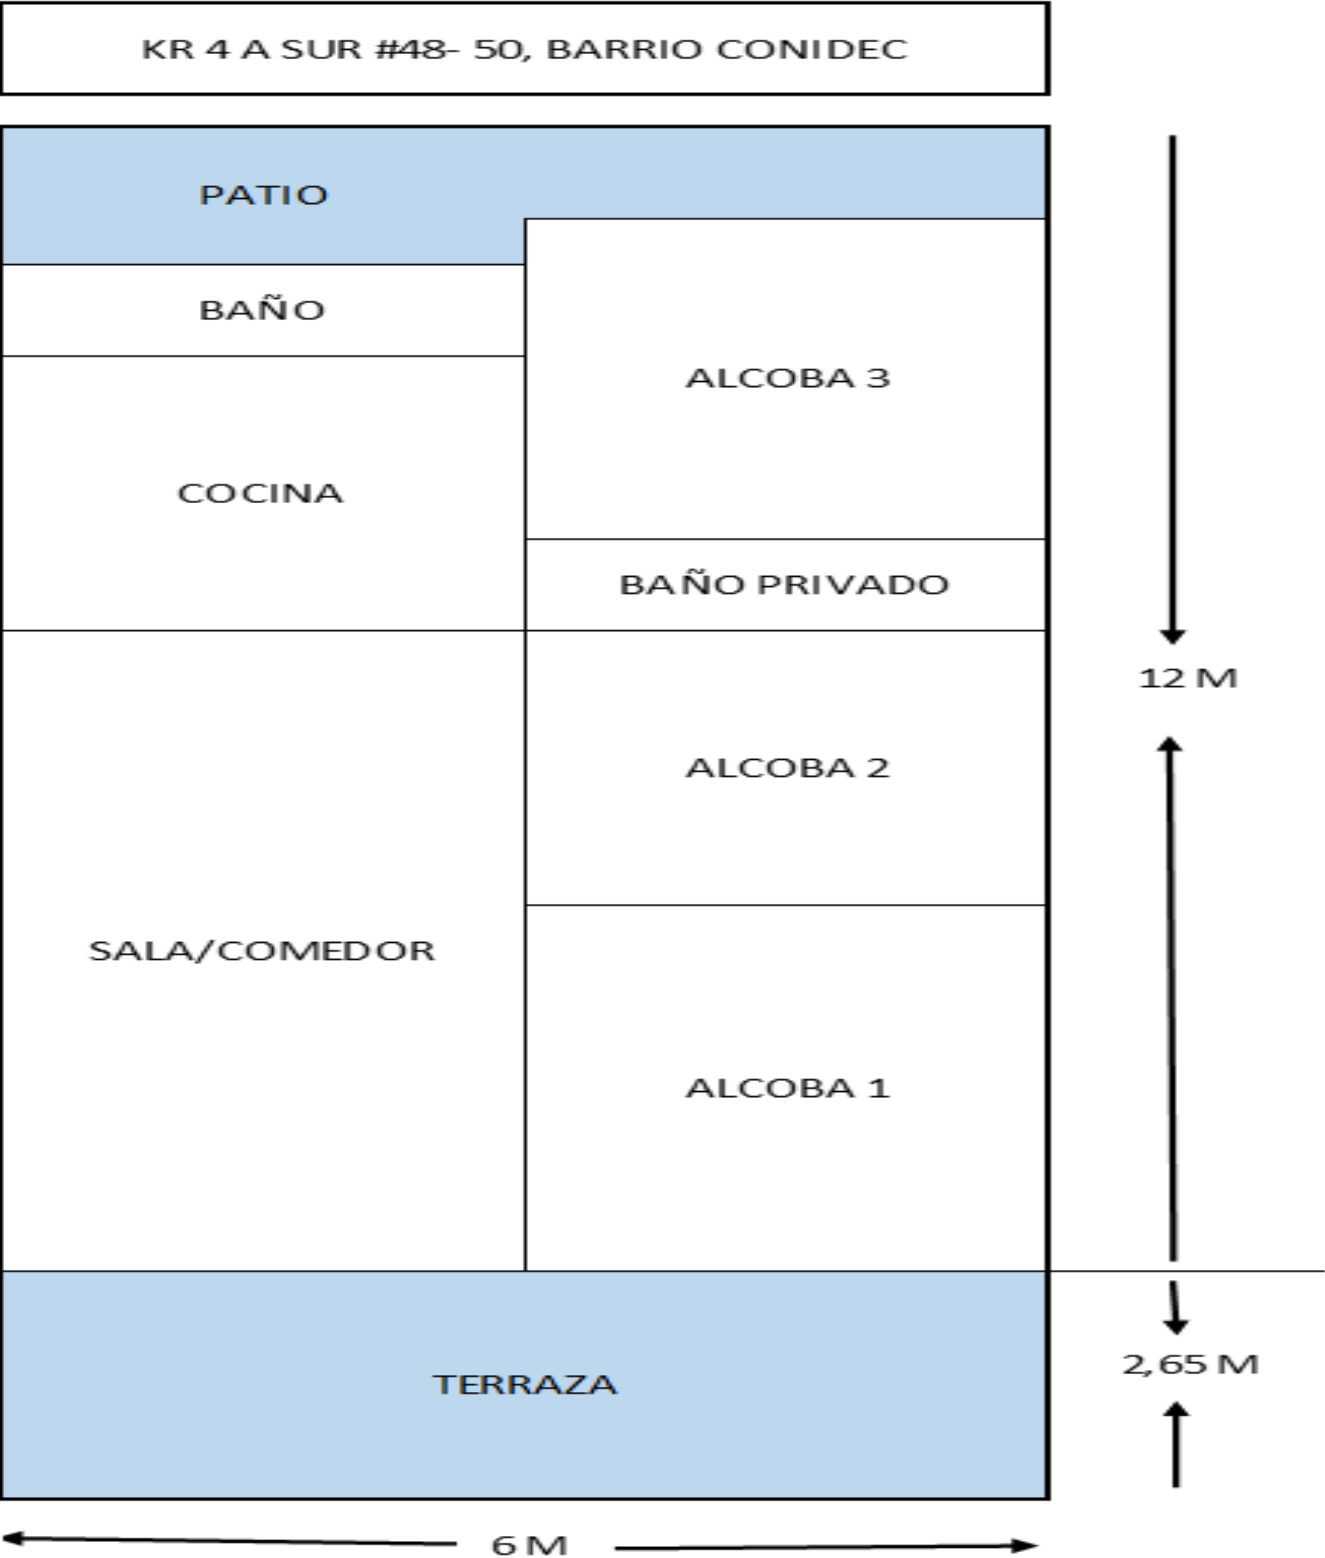 KR 4 A SUR #48- 50, BARRIO CONIDEC
PATIO
BAÑO
ALCOBA 3
COCINA
BAÑO PRIVADO
12 M
ALCOBA 2
SALA/COMEDOR
ALCOBA 1
2,65 M
TERRAZA
6 M